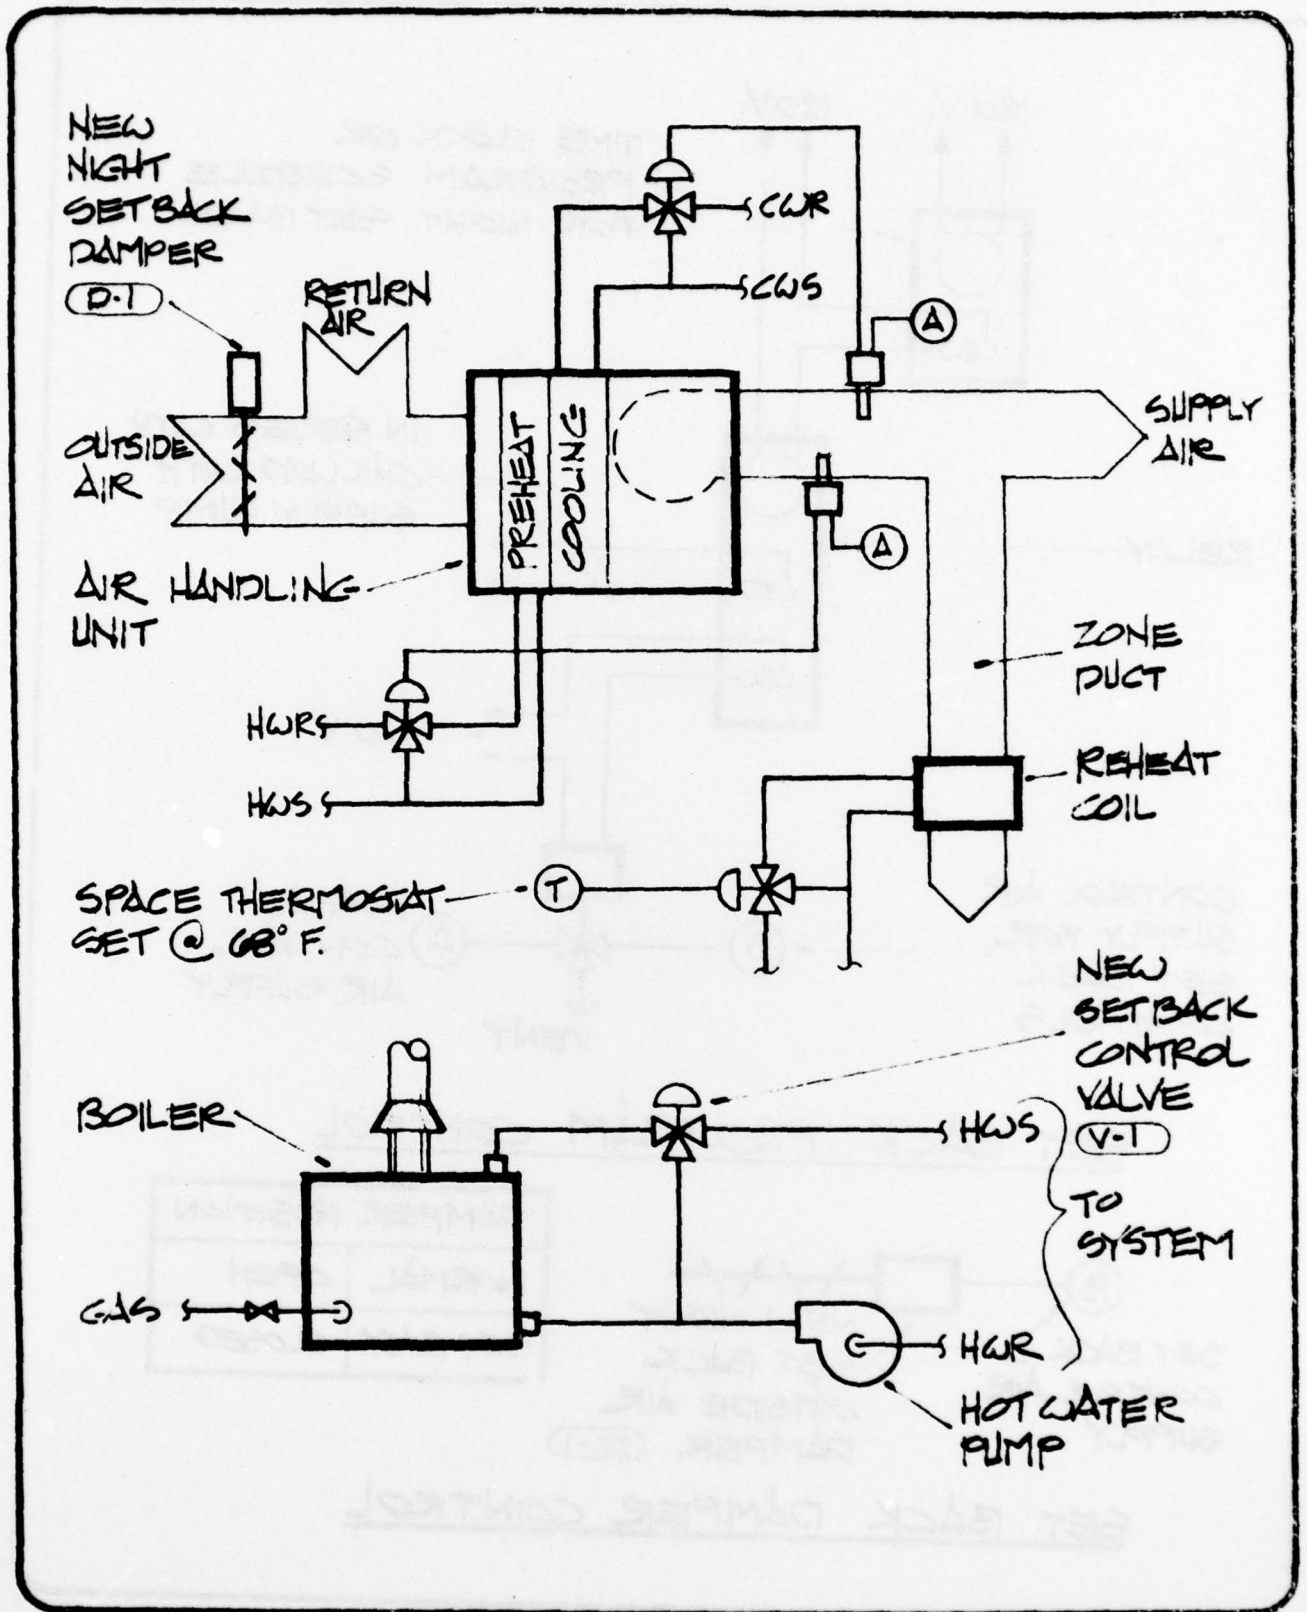 NEW
NIGHT
SETBACK
DAMPER
D-1
RETURN
AIR
OUTSIDE
AIR
AIR HANDLING
UNIT
PREHEAT
COOLING
CWR
CWS
A
A
SUPPLY
AIR
ZONE
DUCT
REHEAT
COIL
HWR
HWS
SPACE THERMOSTAT
SET @ 68° F.
T
NEW
SETBACK
CONTROL
VALVE
V-1
BOILER
GAS
HWS
TO
SYSTEM
HWR
HOT WATER
PUMP